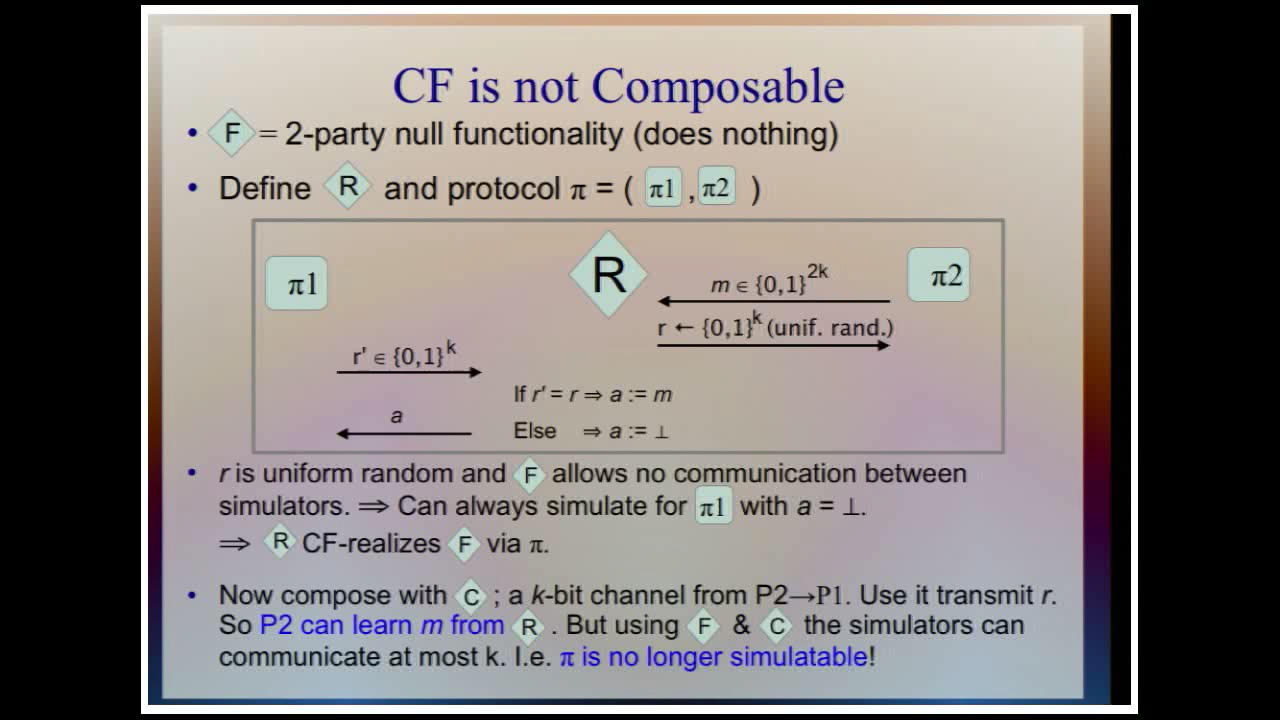 CF is not Composable
• F = 2-party null functionality (does nothing)
• Define R and protocol π = ( π1 , π2 )
π1
R
π2
m ∈ {0,1}^2k
r ← {0,1}^k (unif. rand.)
r' ∈ {0,1}^k
If r' = r ⇒ a := m
a
Else ⇒ a := ⊥
• r is uniform random and F allows no communication between
simulators. ⇒ Can always simulate for π1 with a = ⊥.
⇒ R CF-realizes F via π.
• Now compose with C ; a k-bit channel from P2→P1. Use it transmit r.
So P2 can learn m from R . But using F & C the simulators can
communicate at most k. I.e. π is no longer simulatable!